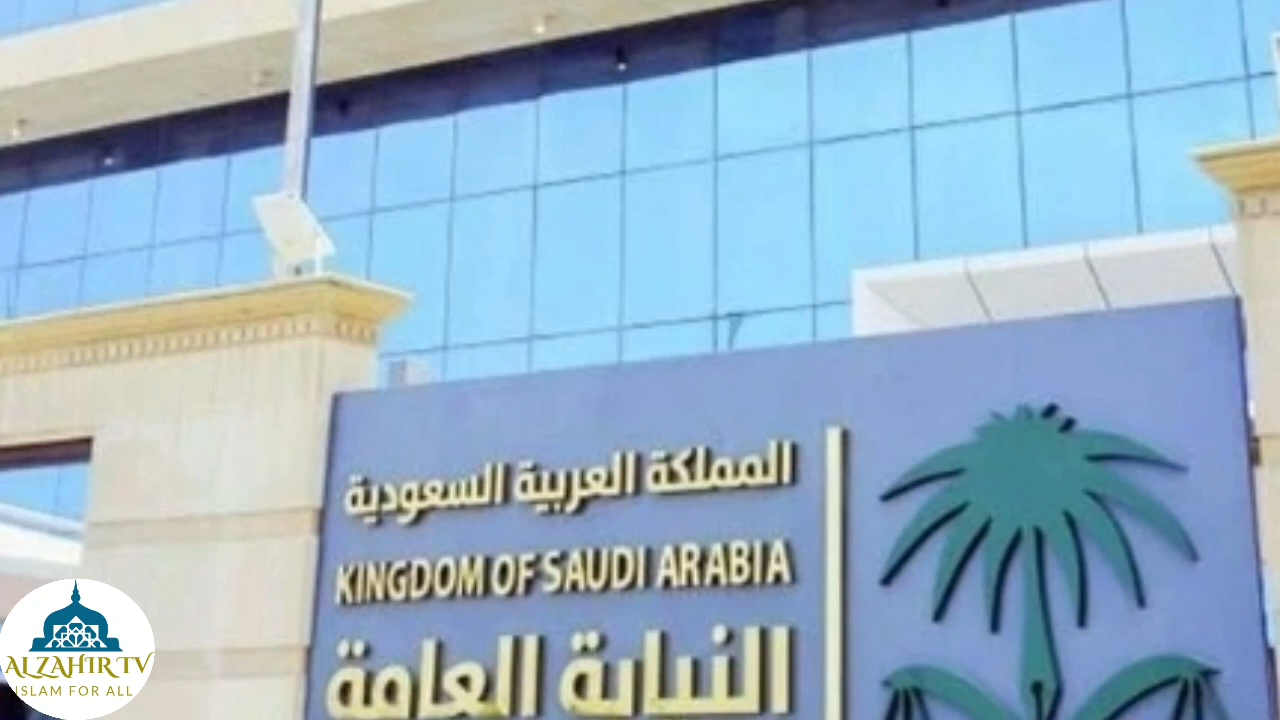 المملكة العربية السعودية
KINGDOM OF SAUDI ARABIA
النيابة العامة
ALZAHIR TV
ISLAM FOR ALL